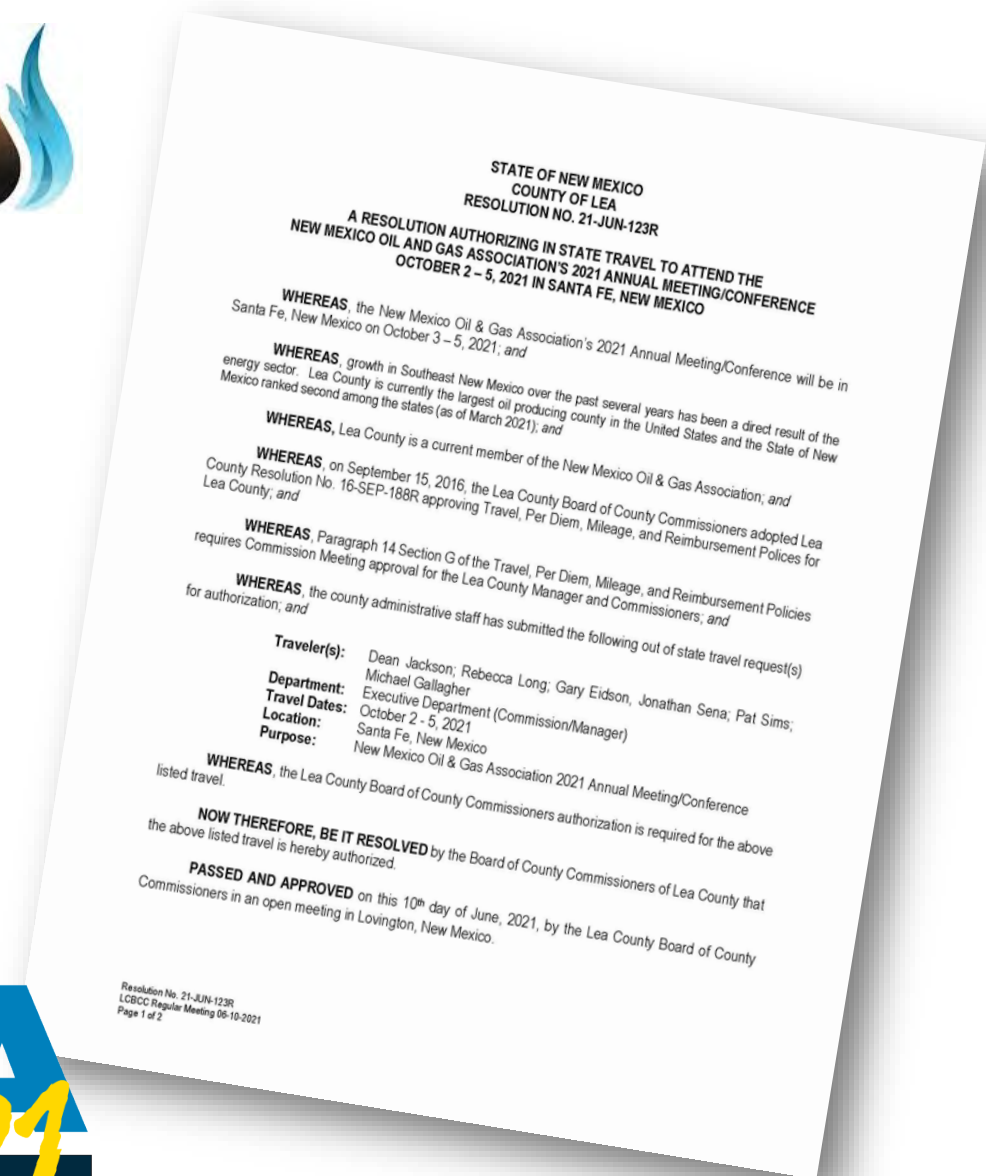 STATE OF NEW MEXICO
COUNTY OF LEA
RESOLUTION NO. 21-JUN-123R
A RESOLUTION AUTHORIZING IN STATE TRAVEL TO ATTEND THE
NEW MEXICO OIL AND GAS ASSOCIATION'S 2021 ANNUAL MEETING/CONFERENCE
OCTOBER 2 – 5, 2021 IN SANTA FE, NEW MEXICO
WHEREAS, the New Mexico Oil & Gas Association's 2021 Annual Meeting/Conference will be in
Santa Fe, New Mexico on October 3 – 5, 2021; and
WHEREAS, growth in Southeast New Mexico over the past several years has been a direct result of the
energy sector. Lea County is currently the largest oil producing county in the United States and the State of New
Mexico ranked second among the states (as of March 2021); and
WHEREAS, Lea County is a current member of the New Mexico Oil & Gas Association; and
WHEREAS, on September 15, 2016, the Lea County Board of County Commissioners adopted Lea
County Resolution No. 16-SEP-188R approving Travel, Per Diem, Mileage, and Reimbursement Polices for
Lea County; and
WHEREAS, Paragraph 14 Section G of the Travel, Per Diem, Mileage, and Reimbursement Policies
requires Commission Meeting approval for the Lea County Manager and Commissioners; and
WHEREAS, the county administrative staff has submitted the following out of state travel request(s)
for authorization; and
Traveler(s): Dean Jackson; Rebecca Long; Gary Eidson, Jonathan Sena; Pat Sims;
Michael Gallagher
Department: Executive Department (Commission/Manager)
Travel Dates: October 2 - 5, 2021
Location: Santa Fe, New Mexico
Purpose: New Mexico Oil & Gas Association 2021 Annual Meeting/Conference
WHEREAS, the Lea County Board of County Commissioners authorization is required for the above
listed travel.
NOW THEREFORE, BE IT RESOLVED by the Board of County Commissioners of Lea County that
the above listed travel is hereby authorized.
PASSED AND APPROVED on this 10th day of June, 2021, by the Lea County Board of County
Commissioners in an open meeting in Lovington, New Mexico.
Resolution No. 21-JUN-123R
LCBCC Regular Meeting 06-10-2021
Page 1 of 2